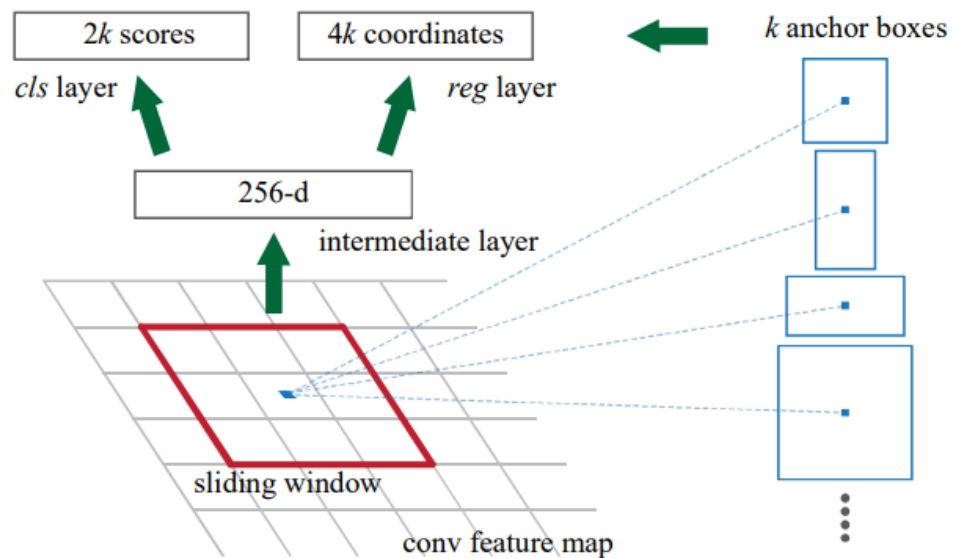 2k scores
4k coordinates
k anchor boxes
cls layer
reg layer
256-d
intermediate layer
sliding window
conv feature map